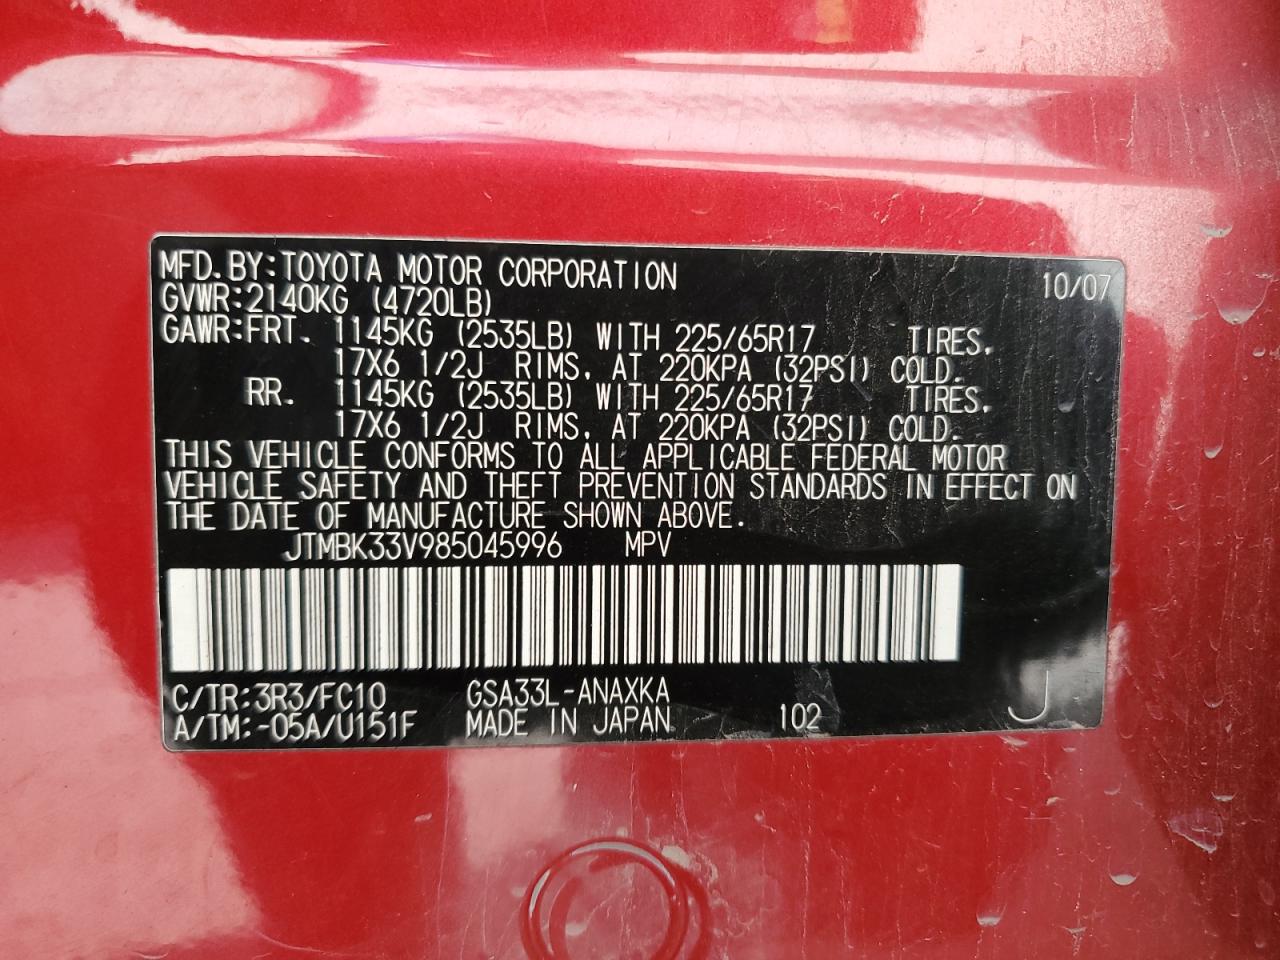 MFD. BY: TOYOTA MOTOR CORPORATION 10/07
GVWR: 2140KG (4720LB)
GAWR: FRT. 1145KG (2535LB) WITH 225/65R17 TIRES,
17X6 1/2J RIMS, AT 220KPA (32PSI) COLD.
RR. 1145KG (2535LB) WITH 225/65R17 TIRES,
17X6 1/2J RIMS, AT 220KPA (32PSI) COLD.
THIS VEHICLE CONFORMS TO ALL APPLICABLE FEDERAL MOTOR
VEHICLE SAFETY AND THEFT PREVENTION STANDARDS IN EFFECT ON
THE DATE OF MANUFACTURE SHOWN ABOVE.
JTMBK33V985045996 MPV
C/TR: 3R3/FC10 GSA33L-ANAXKA
A/TM: -05A/U151F MADE IN JAPAN 102 J